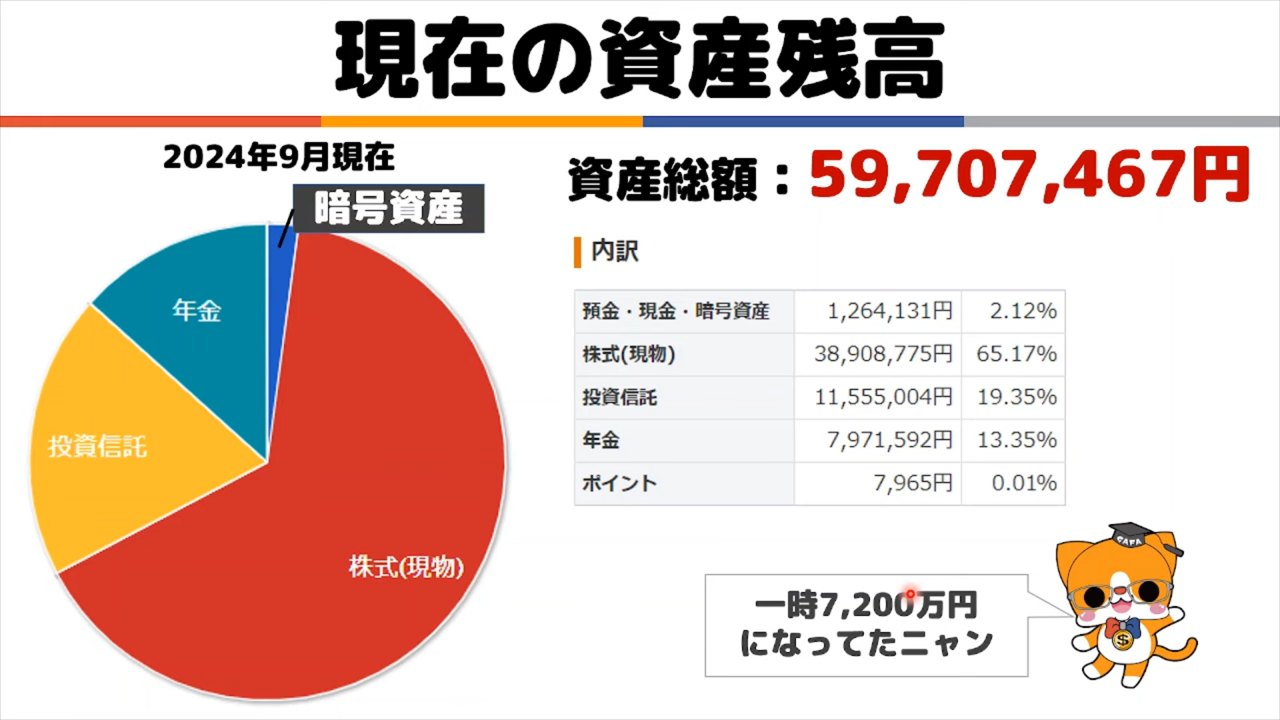 現在の資産残高
2024年9月現在
暗号資産
年金
投資信託
株式(現物)
資産総額：59,707,467円
内訳
預金・現金・暗号資産 1,264,131円 2.12%
株式(現物) 38,908,775円 65.17%
投資信託 11,555,004円 19.35%
年金 7,971,592円 13.35%
ポイント 7,965円 0.01%
一時7,200万円
になってたニャン
$